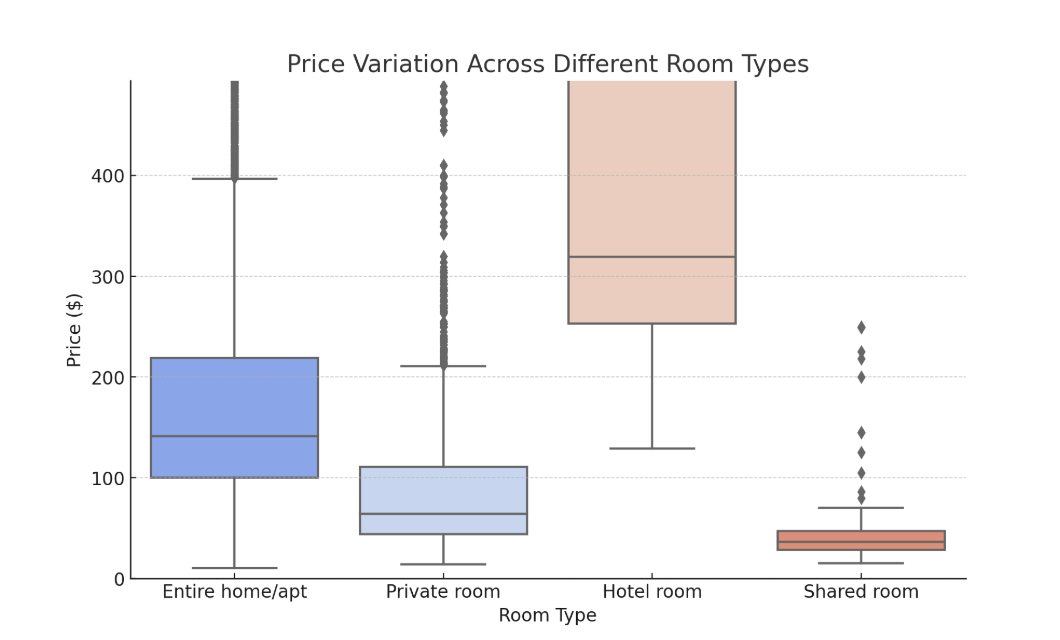 Price Variation Across Different Room Types
400
300
200
100
0
Price ($)
Entire home/apt
Private room
Hotel room
Shared room
Room Type